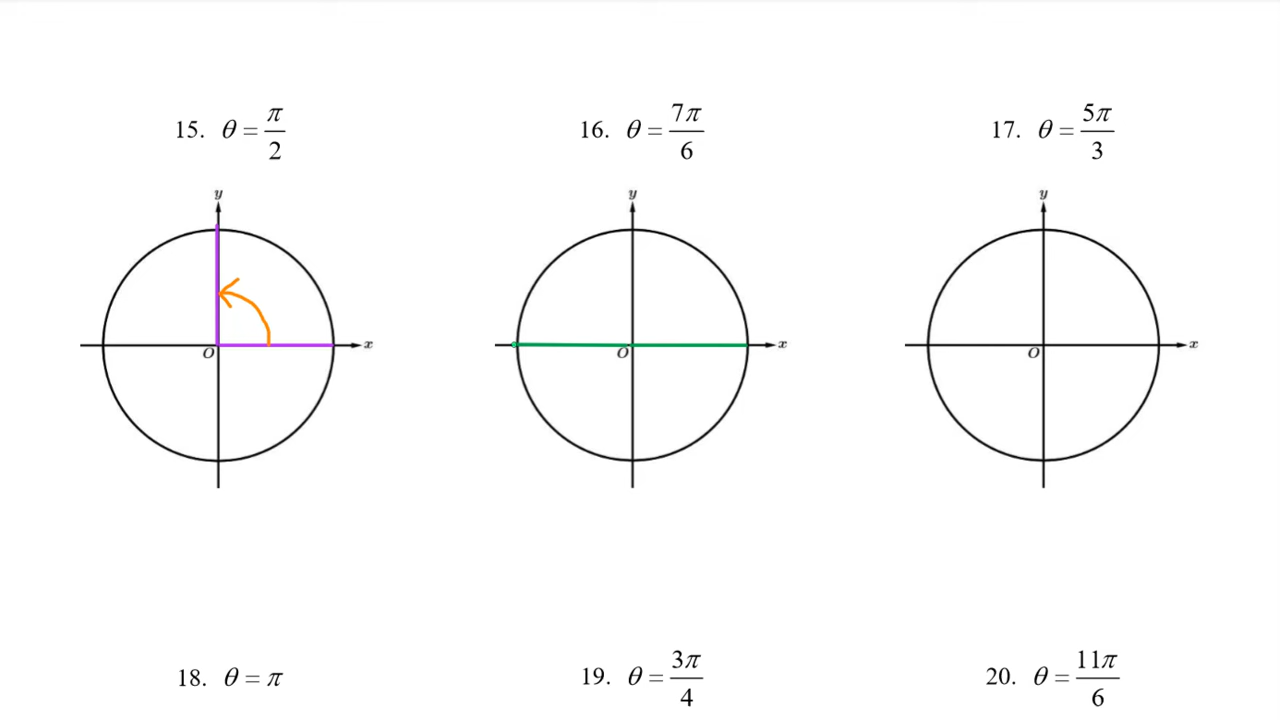 15. θ = π/2
16. θ = 7π/6
17. θ = 5π/3
y
y
y
x
x
x
O
O
O
18. θ = π
19. θ = 3π/4
20. θ = 11π/6